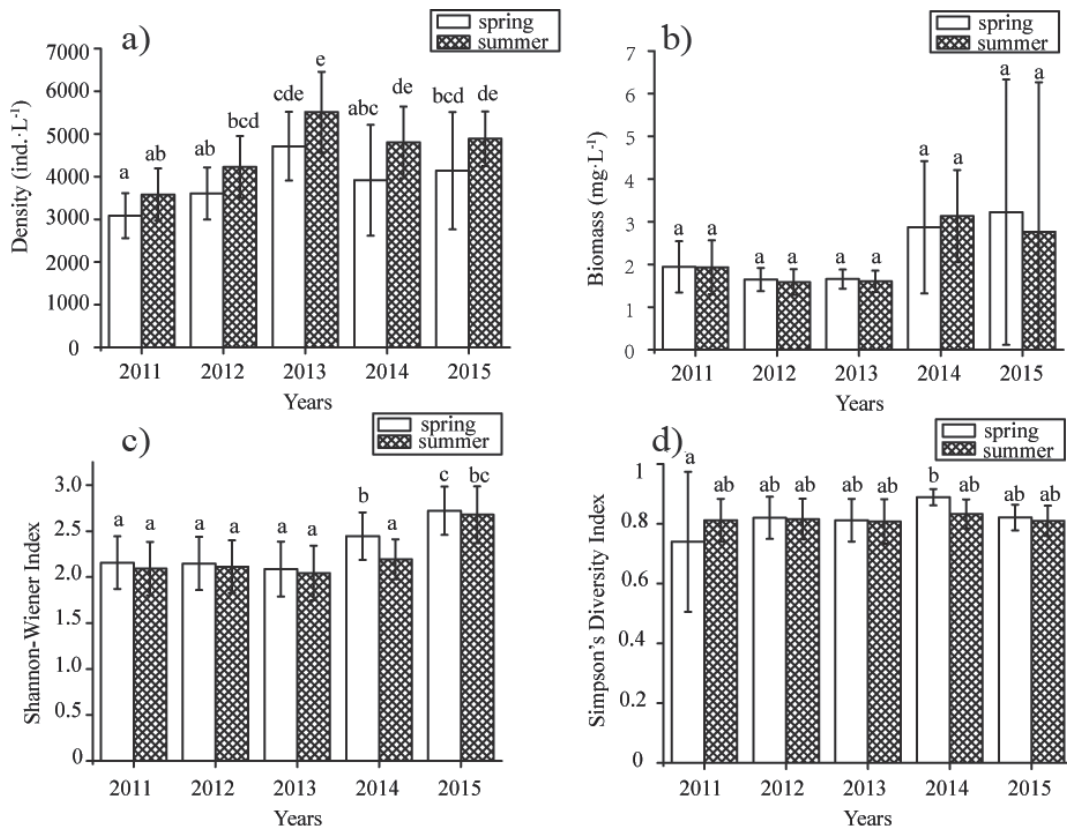 a)
spring
summer
7000
6000
5000
4000
3000
2000
1000
0
Density (ind.·L⁻¹)
a
ab
ab
bcd
cde
e
abc
de
bcd
de
2011
2012
2013
2014
2015
Years
b)
spring
summer
7
6
5
4
3
2
1
0
Biomass (mg·L⁻¹)
a
a
a
a
a
a
a
a
a
a
2011
2012
2013
2014
2015
Years
c)
spring
summer
3.0
2.5
2.0
1.5
1.0
0.5
0
Shannon-Wiener Index
a
a
a
a
a
a
b
a
c
bc
2011
2012
2013
2014
2015
Years
d)
spring
summer
1
0.8
0.6
0.4
0.2
0
Simpson's Diversity Index
a
ab
ab
ab
ab
ab
b
ab
ab
ab
2011
2012
2013
2014
2015
Years